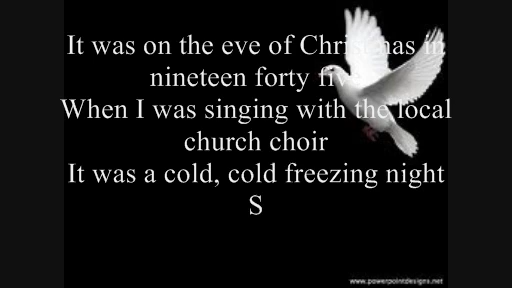 It was on the eve of Christmas in
nineteen forty five
When I was singing with the local
church choir
It was a cold, cold freezing night
S
www.powerpointdesigns.net